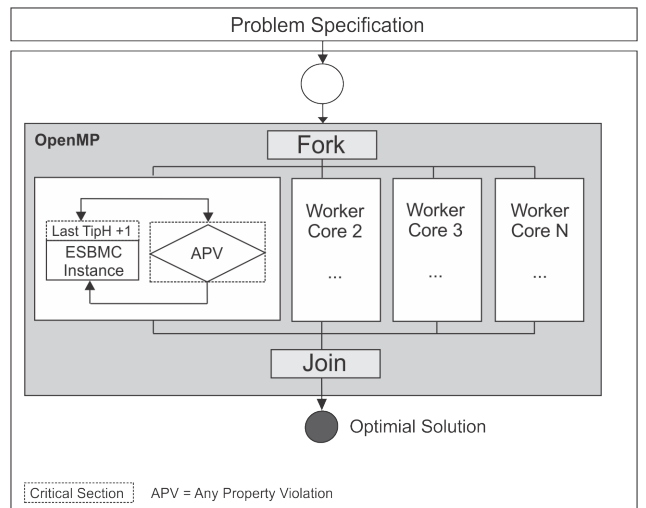 Problem Specification
OpenMP
Fork
Last TipH +1
ESBMC
Instance
APV
Worker
Core 2
...
Worker
Core 3
...
Worker
Core N
...
Join
Optimial Solution
Critical Section
APV = Any Property Violation